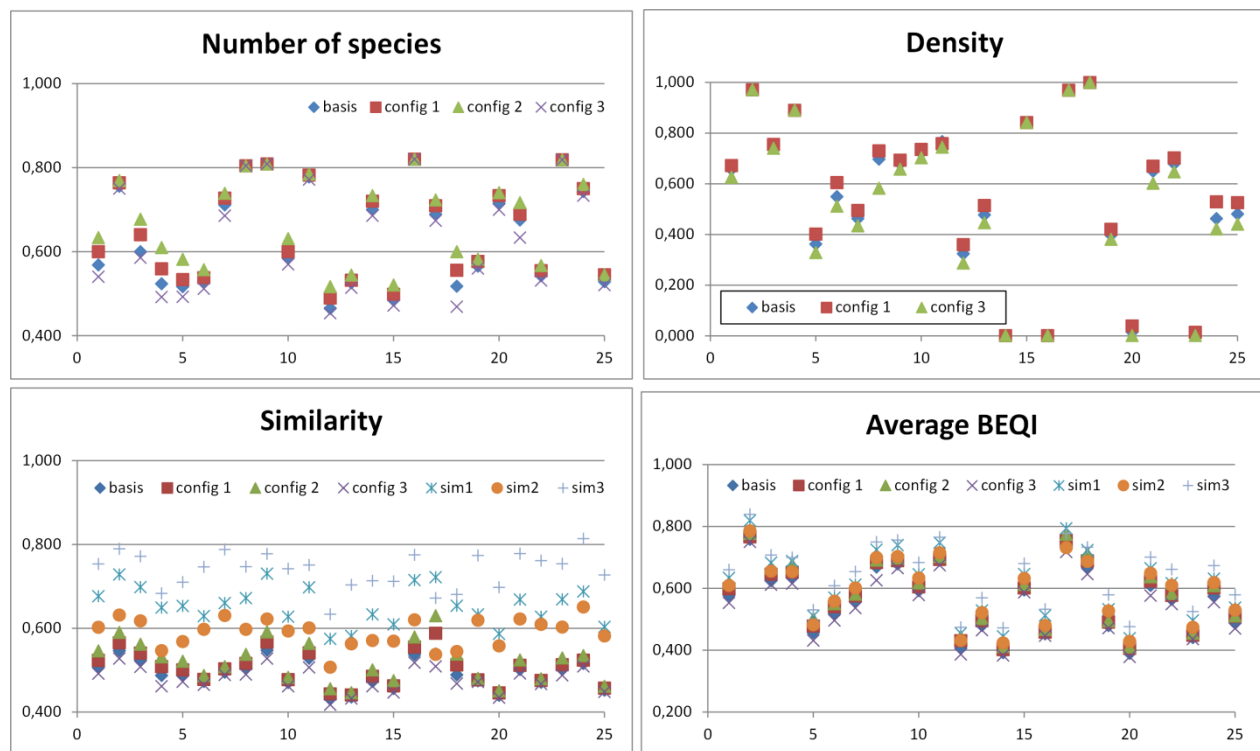 Number of species
1,000
basis config 1 config 2 config 3
0,800
0,600
0,400
0 5 10 15 20 25
Density
1,000
0,800
0,600
0,400
0,200
basis config 1 config 3
0,000
0 5 10 15 20 25
Similarity
1,000
basis config 1 config 2 config 3 sim1 sim2 sim3
0,800
0,600
0,400
0 5 10 15 20 25
Average BEQI
1,000
basis config 1 config 2 config 3 sim1 sim2 sim3
0,800
0,600
0,400
0,200
0 5 10 15 20 25